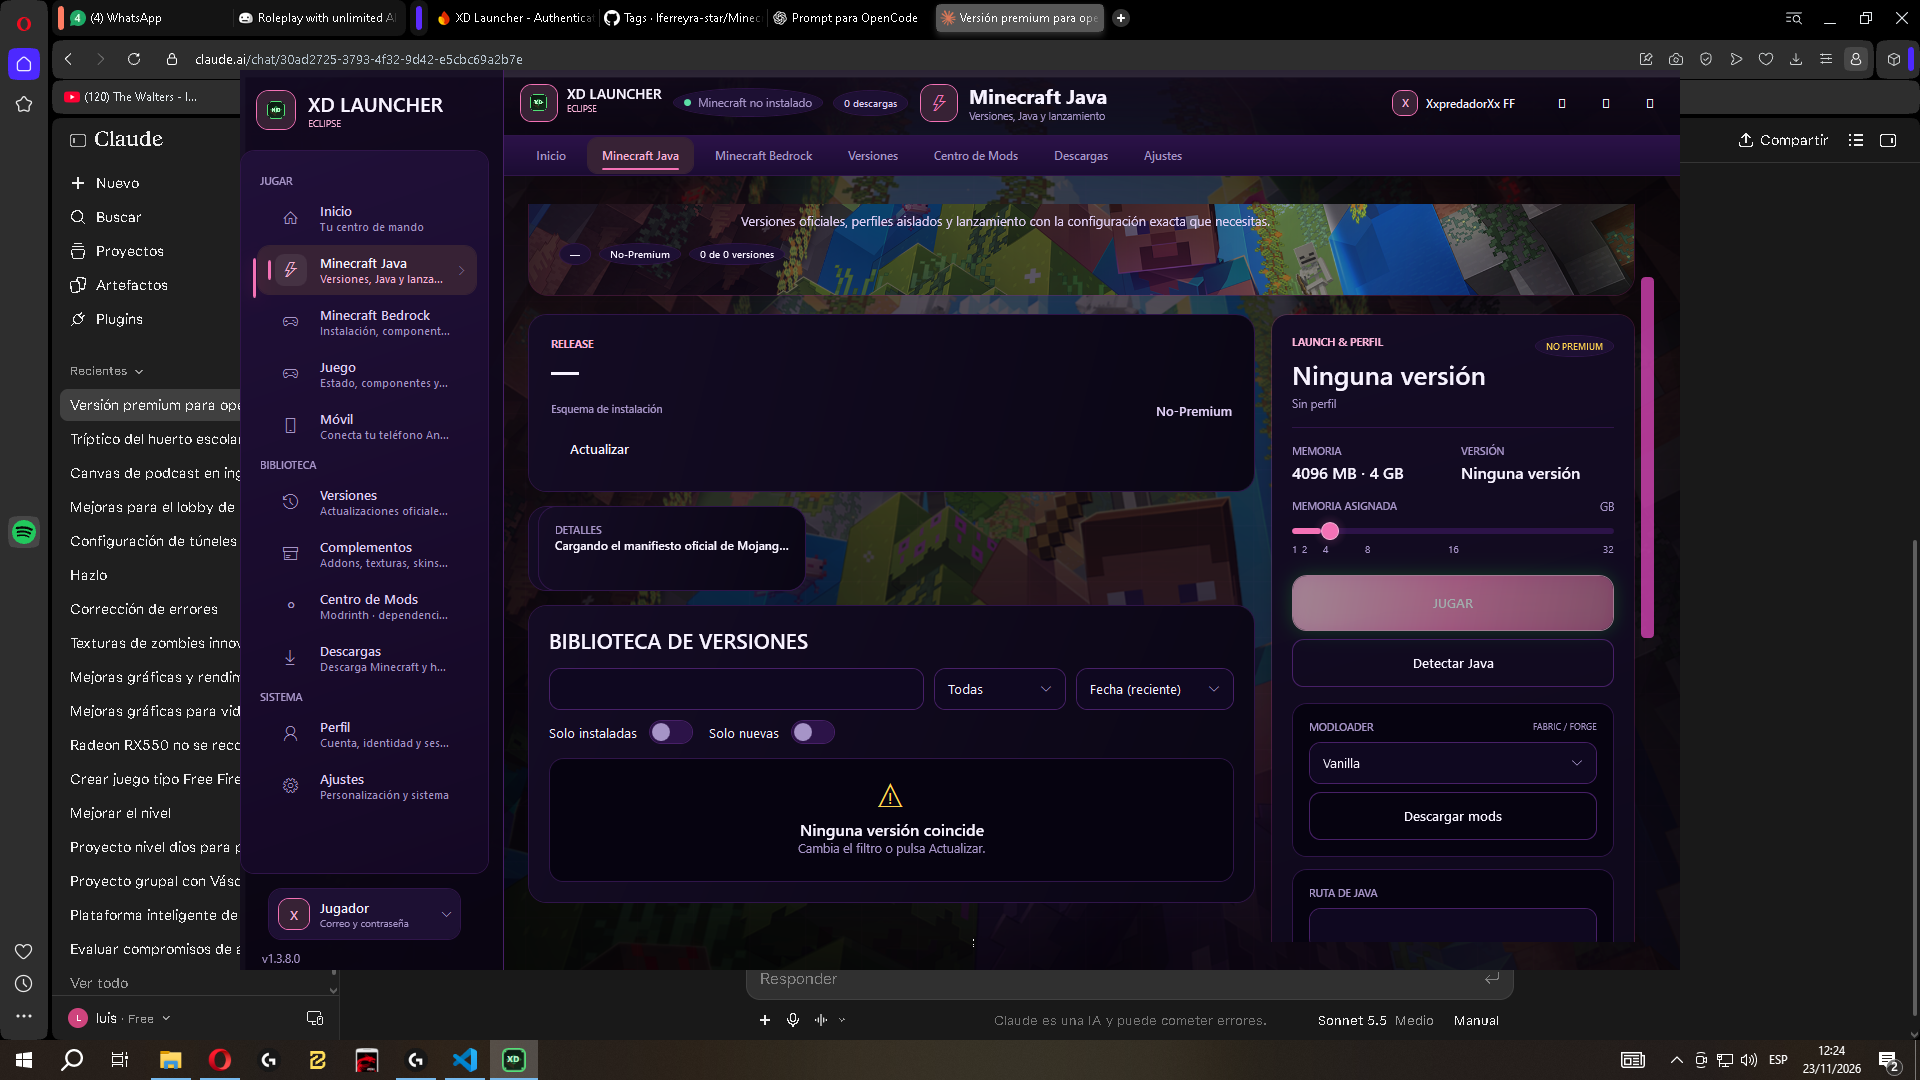 (4) WhatsApp
Roleplay with unlimited AI
XD Launcher - Authenticat
Tags · lferreyra-star/Minec
Prompt para OpenCode
Versión premium para ope
claude.ai/chat/30ad2725-3793-4f32-9d42-e5cbc69a2b7e
(120) The Walters - I...
Claude
Nuevo
Buscar
Proyectos
Artefactos
Plugins
Recientes
Versión premium para ope
Tríptico del huerto escolar
Canvas de podcast en ing
Mejoras para el lobby de
Configuración de túneles
Hazlo
Corrección de errores
Texturas de zombies innov
Mejoras gráficas y rendim
Mejoras gráficas para vid
Radeon RX550 no se reco
Crear juego tipo Free Fire
Mejorar el nivel
Proyecto nivel dios para p
Proyecto grupal con Vásc
Plataforma inteligente de
Evaluar compromisos de a
Ver todo
L
luis · Free
XD LAUNCHER
ECLIPSE
JUGAR
Inicio
Tu centro de mando
Minecraft Java
Versiones, Java y lanza...
Minecraft Bedrock
Instalación, component...
Juego
Estado, componentes y...
Móvil
Conecta tu teléfono An...
BIBLIOTECA
Versiones
Actualizaciones oficiale...
Complementos
Addons, texturas, skins...
Centro de Mods
Modrinth · dependenci...
Descargas
Descarga Minecraft y h...
SISTEMA
Perfil
Cuenta, identidad y ses...
Ajustes
Personalización y sistema
X
Jugador
Correo y contraseña
v1.3.8.0
XD LAUNCHER
ECLIPSE
Minecraft no instalado
0 descargas
Minecraft Java
Versiones, Java y lanzamiento
X
XxpredadorXx FF
Inicio
Minecraft Java
Minecraft Bedrock
Versiones
Centro de Mods
Descargas
Ajustes
Versiones oficiales, perfiles aislados y lanzamiento con la configuración exacta que necesitas.
—
No-Premium
0 de 0 versiones
RELEASE
—
Esquema de instalación
No-Premium
Actualizar
DETALLES
Cargando el manifiesto oficial de Mojang...
BIBLIOTECA DE VERSIONES
Todas
Fecha (reciente)
Solo instaladas
Solo nuevas
Ninguna versión coincide
Cambia el filtro o pulsa Actualizar.
LAUNCH & PERFIL
NO PREMIUM
Ninguna versión
Sin perfil
MEMORIA
VERSIÓN
4096 MB · 4 GB
Ninguna versión
MEMORIA ASIGNADA
GB
1 2 4 8 16 32
JUGAR
Detectar Java
MODLOADER
FABRIC / FORGE
Vanilla
Descargar mods
RUTA DE JAVA
Compartir
Responder
Claude es una IA y puede cometer errores.
Sonnet 5.5 Medio
Manual
XD
ESP
12:24
23/11/2026
2